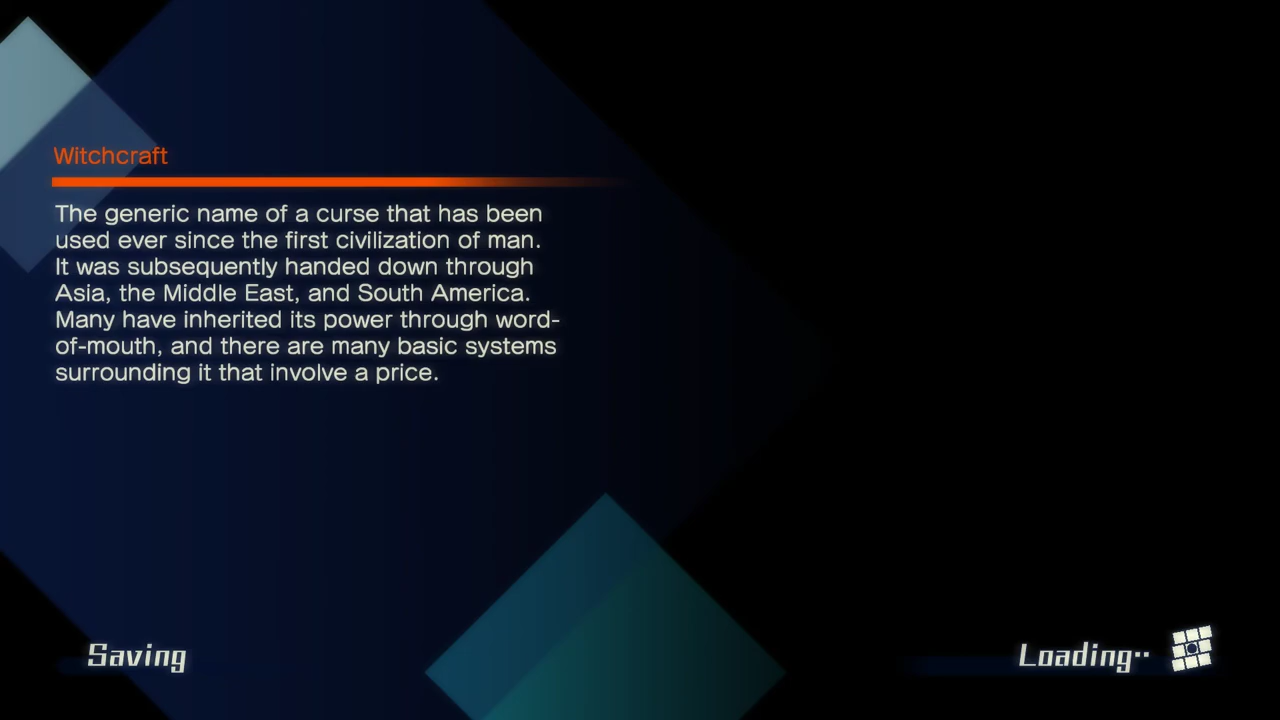 Witchcraft
The generic name of a curse that has been
used ever since the first civilization of man.
It was subsequently handed down through
Asia, the Middle East, and South America.
Many have inherited its power through word-
of-mouth, and there are many basic systems
surrounding it that involve a price.
Saving
Loading··